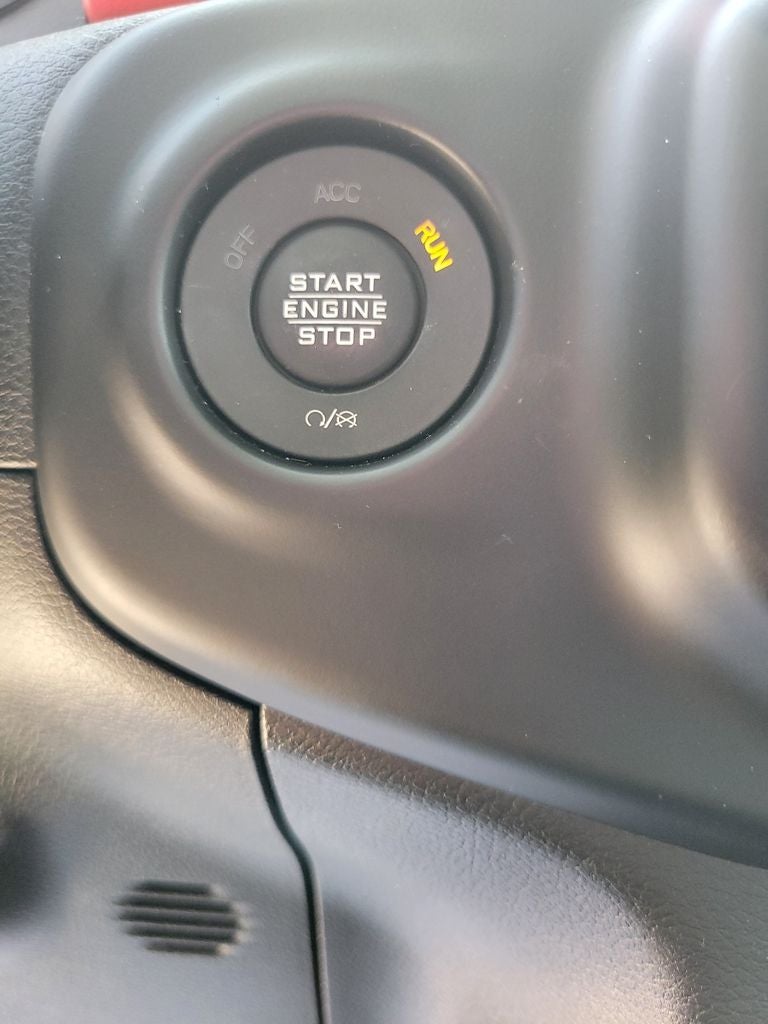 ACC
OFF
RUN
START
ENGINE
STOP